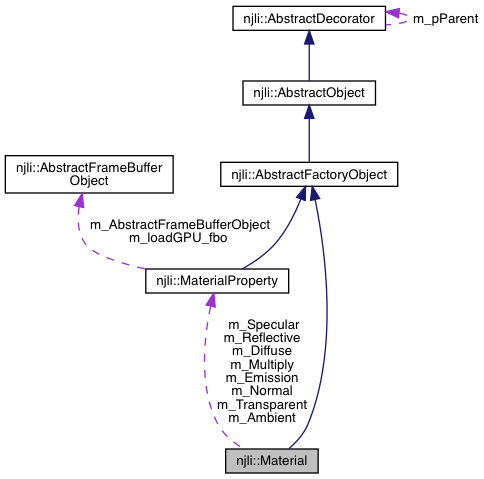 njli::AbstractDecorator
m_pParent
njli::AbstractObject
njli::AbstractFrameBuffer
Object
njli::AbstractFactoryObject
m_AbstractFrameBufferObject
m_loadGPU_fbo
njli::MaterialProperty
m_Specular
m_Reflective
m_Diffuse
m_Multiply
m_Emission
m_Normal
m_Transparent
m_Ambient
njli::Material